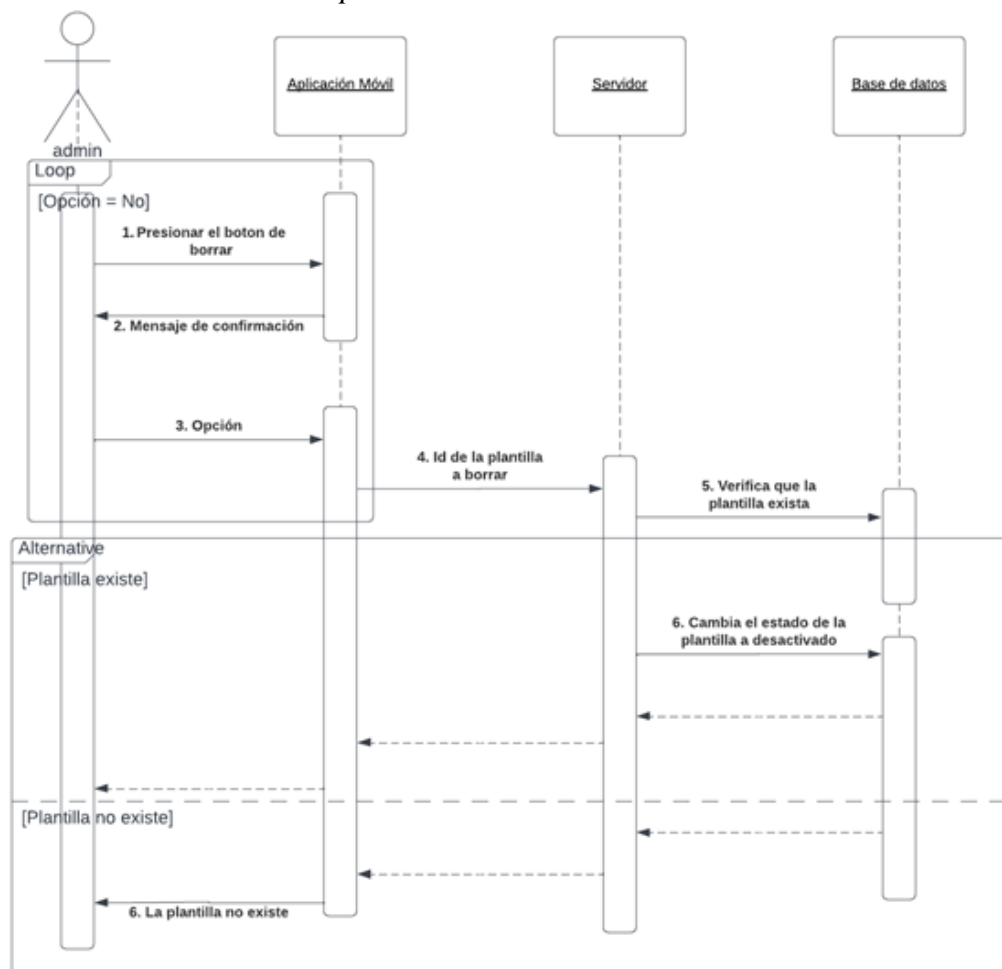 Aplicación Móvil
Servidor
Base de datos
admin
Loop
[Opción = No]
1. Presionar el boton de
borrar
2. Mensaje de confirmación
3. Opción
4. Id de la plantilla
a borrar
5. Verifica que la
plantilla exista
Alternative
[Plantilla existe]
6. Cambia el estado de la
plantilla a desactivado
[Plantilla no existe]
6. La plantilla no existe